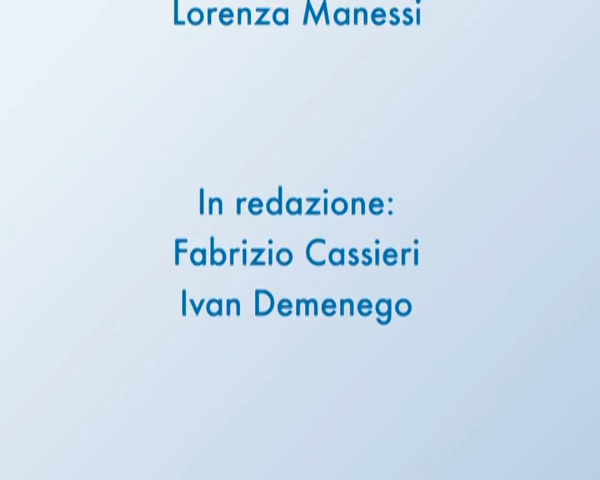 Lorenza Manessi
In redazione:
Fabrizio Cassieri
Ivan Demenego